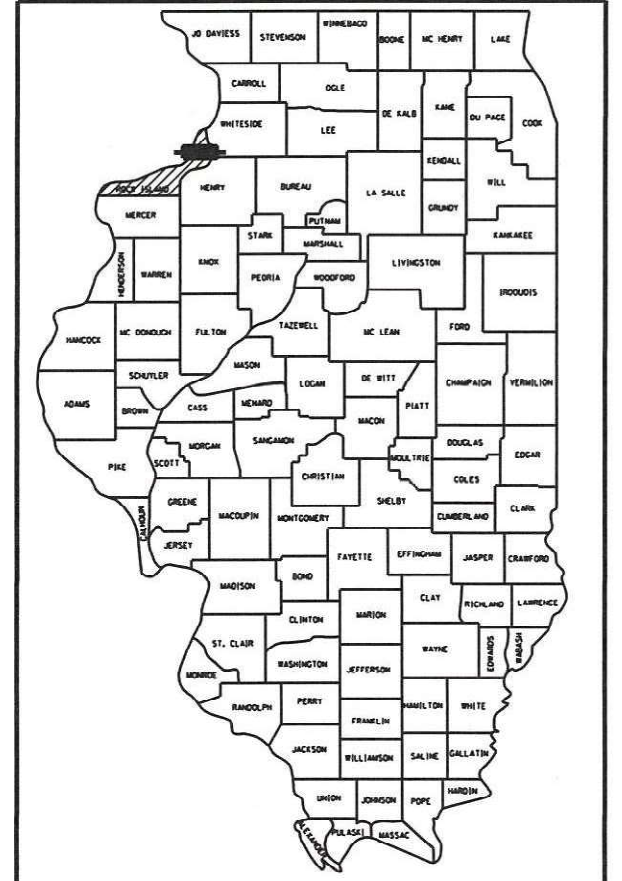 JO DAVIESS
STEVENSON
WINNEBAGO
BOONE
MC HENRY
LAKE
CARROLL
OGLE
DE KALB
KANE
DU PAGE
COOK
WHITESIDE
LEE
KENDALL
WILL
ROCK ISLAND
HENRY
BUREAU
LA SALLE
GRUNDY
MERCER
PUTNAM
STARK
MARSHALL
KANKAKEE
HENDERSON
WARREN
KNOX
PEORIA
WOODFORD
LIVINGSTON
IROQUOIS
HANCOCK
MC DONOUGH
FULTON
TAZEWELL
MC LEAN
FORD
SCHUYLER
MASON
LOGAN
DE WITT
CHAMPAIGN
VERMILION
ADAMS
BROWN
CASS
MENARD
MACON
PIATT
PIKE
SCOTT
MORGAN
SANGAMON
CHRISTIAN
MOULTRIE
DOUGLAS
EDGAR
COLES
CALHOUN
GREENE
MACOUPIN
MONTGOMERY
SHELBY
CUMBERLAND
CLARK
JERSEY
FAYETTE
EFFINGHAM
JASPER
CRAWFORD
MADISON
BOND
CLAY
RICHLAND
LAWRENCE
CLINTON
MARION
ST. CLAIR
WAYNE
EDWARDS
WABASH
MONROE
WASHINGTON
JEFFERSON
RANDOLPH
PERRY
FRANKLIN
HAMILTON
WHITE
JACKSON
WILLIAMSON
SALINE
GALLATIN
UNION
JOHNSON
POPE
HARDIN
ALEXANDER
PULASKI
MASSAC